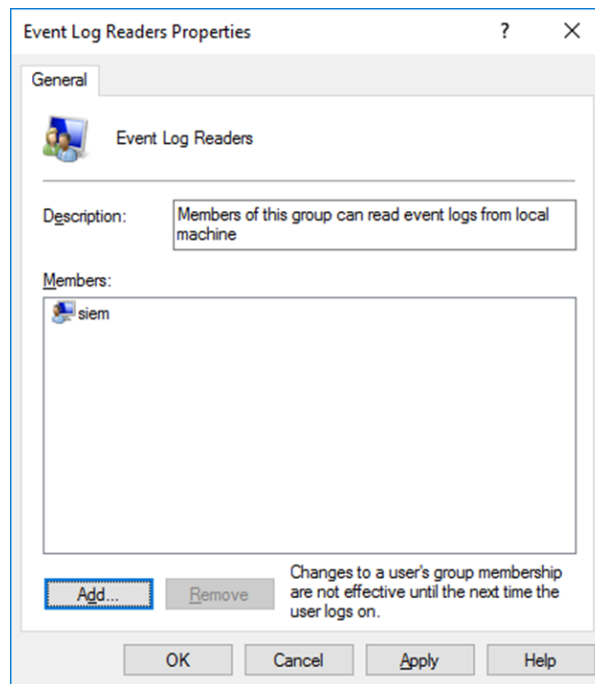 Event Log Readers Properties
?
General
Event Log Readers
Description:
Members of this group can read event logs from local
machine
Members:
siem
Add...
Remove
Changes to a user's group membership
are not effective until the next time the
user logs on.
OK
Cancel
Apply
Help